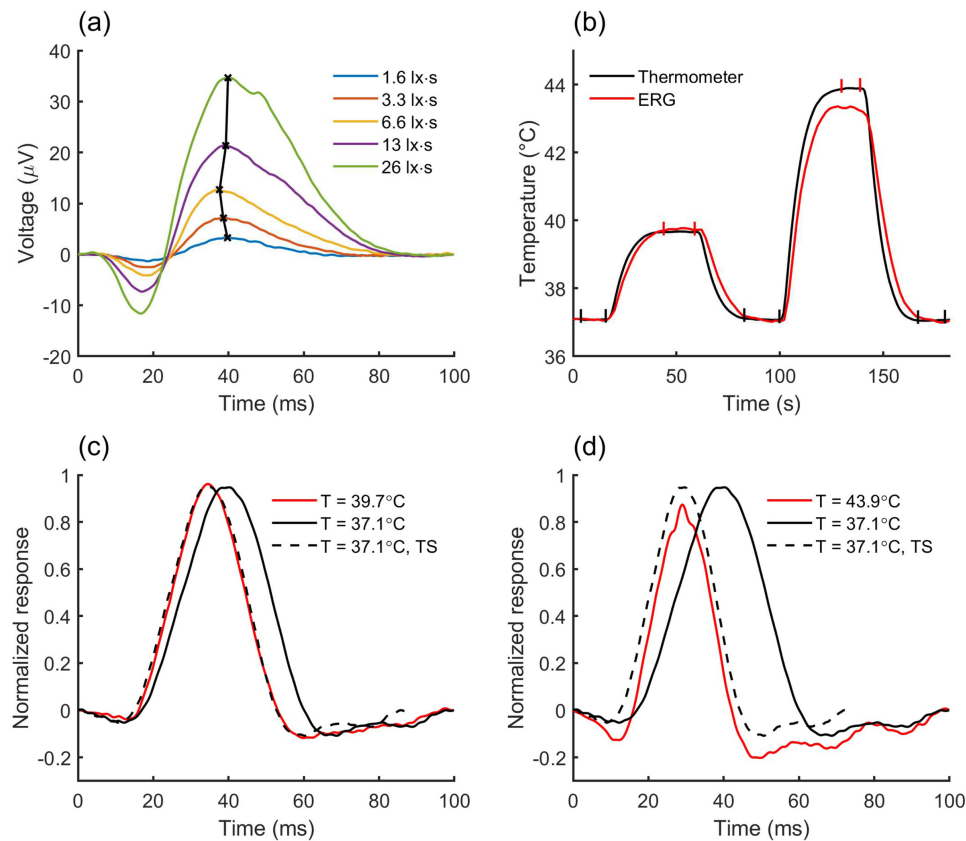 (a)
Voltage (μV)
40
30
20
10
0
-10
-20
0 20 40 60 80 100
Time (ms)
1.6 lx·s
3.3 lx·s
6.6 lx·s
13 lx·s
26 lx·s
(b)
Temperature (°C)
44
42
40
38
36
0 50 100 150
Time (s)
Thermometer
ERG
(c)
Normalized response
1
0.8
0.6
0.4
0.2
0
-0.2
0 20 40 60 80 100
Time (ms)
T = 39.7°C
T = 37.1°C
T = 37.1°C, TS
(d)
Normalized response
1
0.8
0.6
0.4
0.2
0
-0.2
0 20 40 60 80 100
Time (ms)
T = 43.9°C
T = 37.1°C
T = 37.1°C, TS